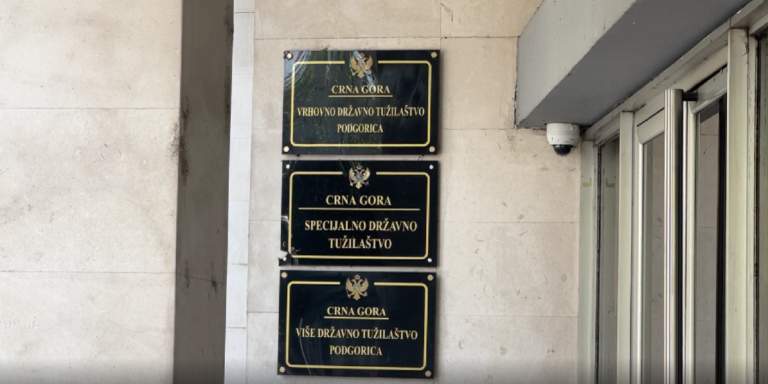 CRNA GORA
VRHOVNO DRŽAVNO TUŽILAŠTVO
PODGORICA
CRNA GORA
SPECIJALNO DRŽAVNO
TUŽILAŠTVO
CRNA GORA
VIŠE DRŽAVNO TUŽILAŠTVO
PODGORICA